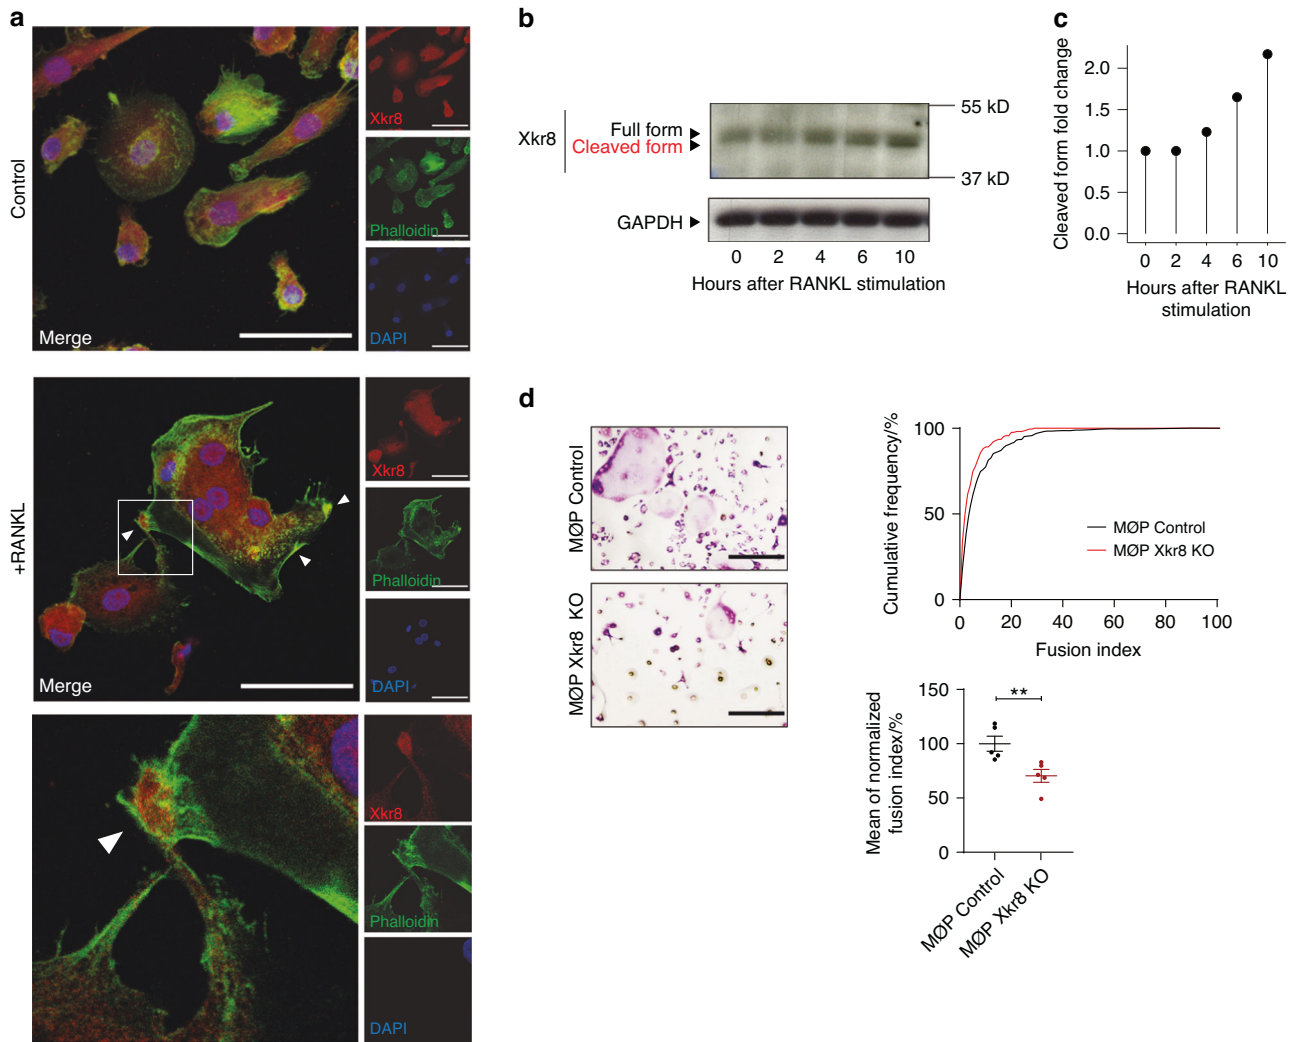 a
Control
Merge
Xkr8
Phalloidin
DAPI
+RANKL
Merge
Xkr8
Phalloidin
DAPI
Xkr8
Phalloidin
DAPI
b
55 kD
Xkr8
Full form
Cleaved form
37 kD
GAPDH
0 2 4 6 10
Hours after RANKL stimulation
c
Cleaved form fold change
2.0
1.5
1.0
0.5
0.0
0 2 4 6 10
Hours after RANKL
stimulation
d
MØP Control
MØP Xkr8 KO
Cumulative frequency/%
100
50
0
MØP Control
MØP Xkr8 KO
0 20 40 60 80 100
Fusion index
Mean of normalized
fusion index/%
150
100
50
0
**
MØP Control
MØP Xkr8 KO